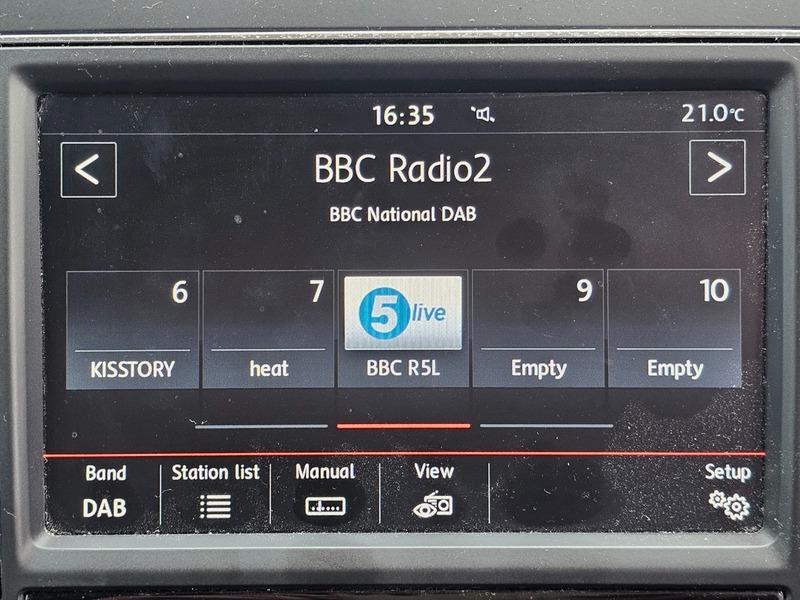 16:35 21.0°C
< >
BBC Radio2
BBC National DAB
6 7 5 live 9 10
KISSTORY heat BBC R5L Empty Empty
Band Station list Manual View Setup
DAB